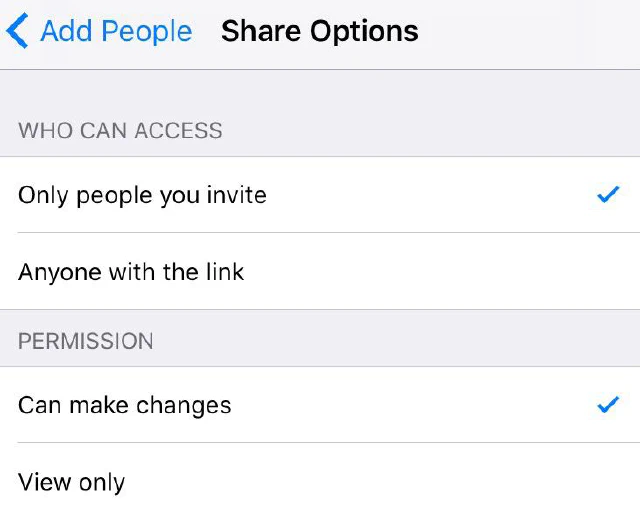 Add People Share Options
WHO CAN ACCESS
Only people you invite
Anyone with the link
PERMISSION
Can make changes
View only